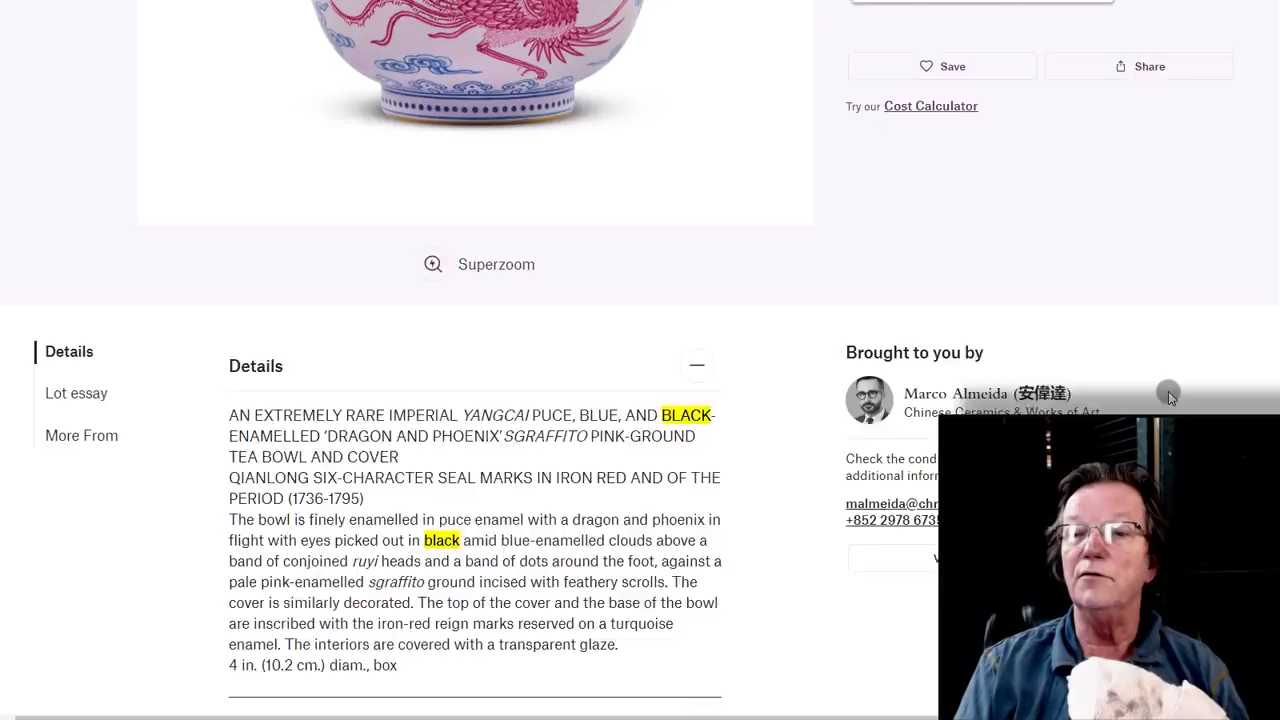 Save
Share
Try our Cost Calculator
Superzoom
Details
Lot essay
More From
Details
AN EXTREMELY RARE IMPERIAL YANGCAI PUCE, BLUE, AND BLACK-
ENAMELLED ‘DRAGON AND PHOENIX’ SGRAFFITO PINK-GROUND
TEA BOWL AND COVER
QIANLONG SIX-CHARACTER SEAL MARKS IN IRON RED AND OF THE
PERIOD (1736-1795)
The bowl is finely enamelled in puce enamel with a dragon and phoenix in
flight with eyes picked out in black amid blue-enamelled clouds above a
band of conjoined ruyi heads and a band of dots around the foot, against a
pale pink-enamelled sgraffito ground incised with feathery scrolls. The
cover is similarly decorated. The top of the cover and the base of the bowl
are inscribed with the iron-red reign marks reserved on a turquoise
enamel. The interiors are covered with a transparent glaze.
4 in. (10.2 cm.) diam., box
Brought to you by
Marco Almeida (安偉達)
Chinese Ceramics & Works of Art
Check the cond
additional infor
malmeida@chr
+852 2978 673